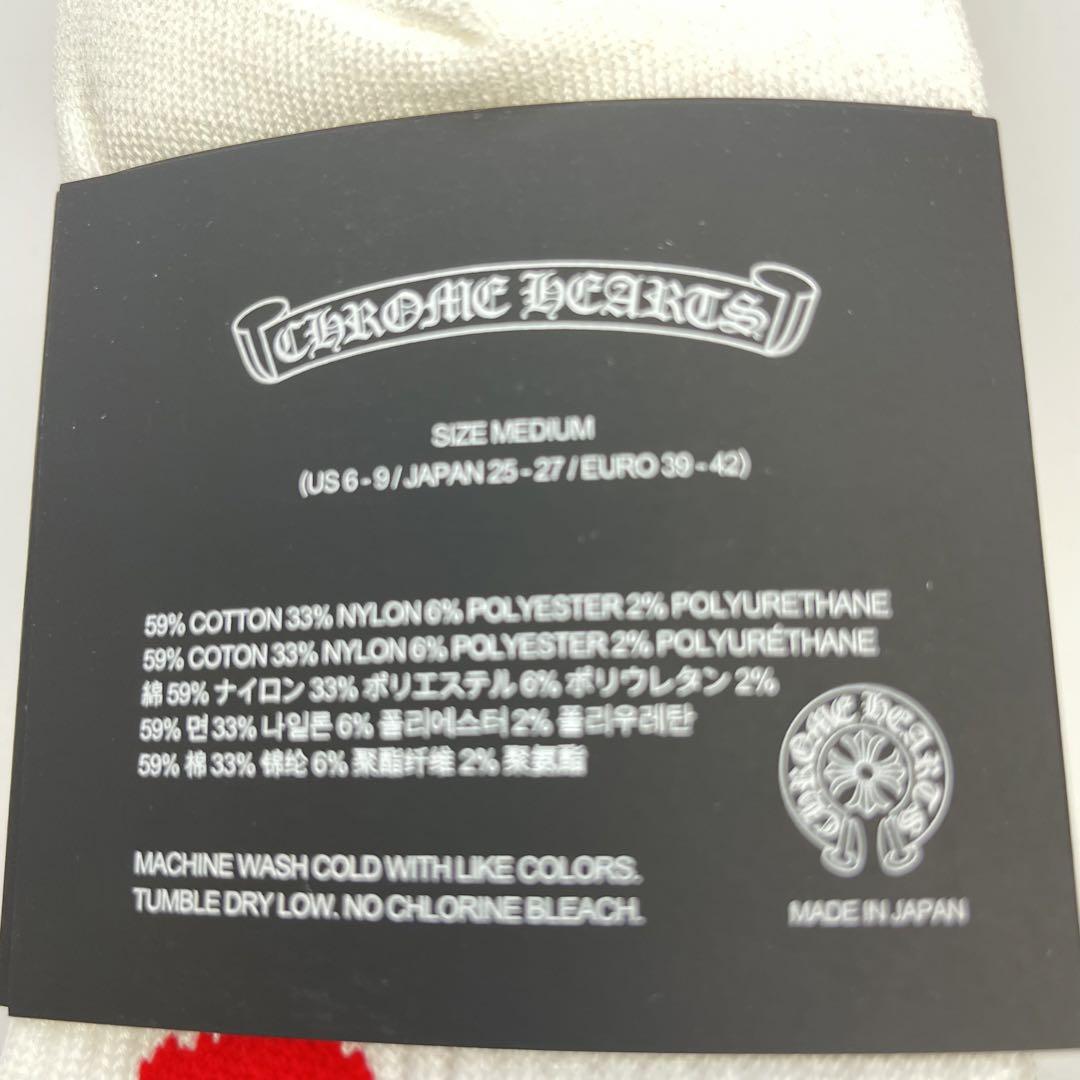 CHROME HEARTS
SIZE MEDIUM
(US 6 - 9 / JAPAN 25 - 27 / EURO 39 - 42)
59% COTTON 33% NYLON 6% POLYESTER 2% POLYURETHANE
59% COTON 33% NYLON 6% POLYESTER 2% POLYURÉTHANE
綿 59% ナイロン 33% ポリエステル 6% ポリウレタン 2%
59% 면 33% 나일론 6% 폴리에스터 2% 폴리우레탄
59% 棉 33% 锦纶 6% 聚酯纤维 2% 聚氨酯
CHROME HEARTS
MACHINE WASH COLD WITH LIKE COLORS.
TUMBLE DRY LOW. NO CHLORINE BLEACH.
MADE IN JAPAN